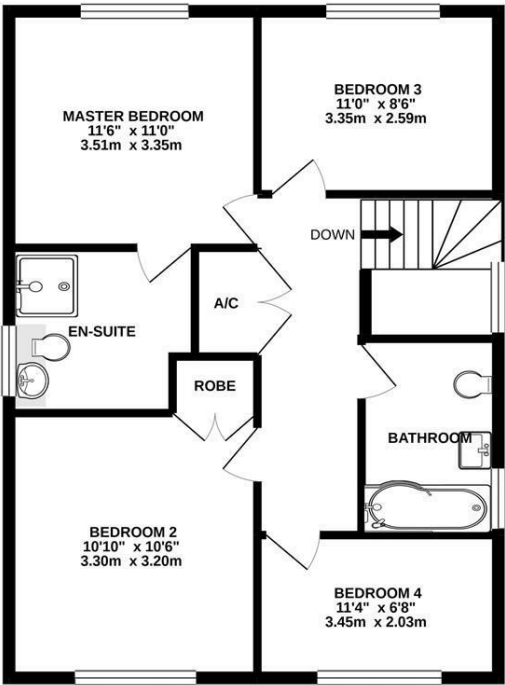 MASTER BEDROOM
11'6" x 11'0"
3.51m x 3.35m
BEDROOM 3
11'0" x 8'6"
3.35m x 2.59m
DOWN
A/C
EN-SUITE
ROBE
BATHROOM
BEDROOM 2
10'10" x 10'6"
3.30m x 3.20m
BEDROOM 4
11'4" x 6'8"
3.45m x 2.03m